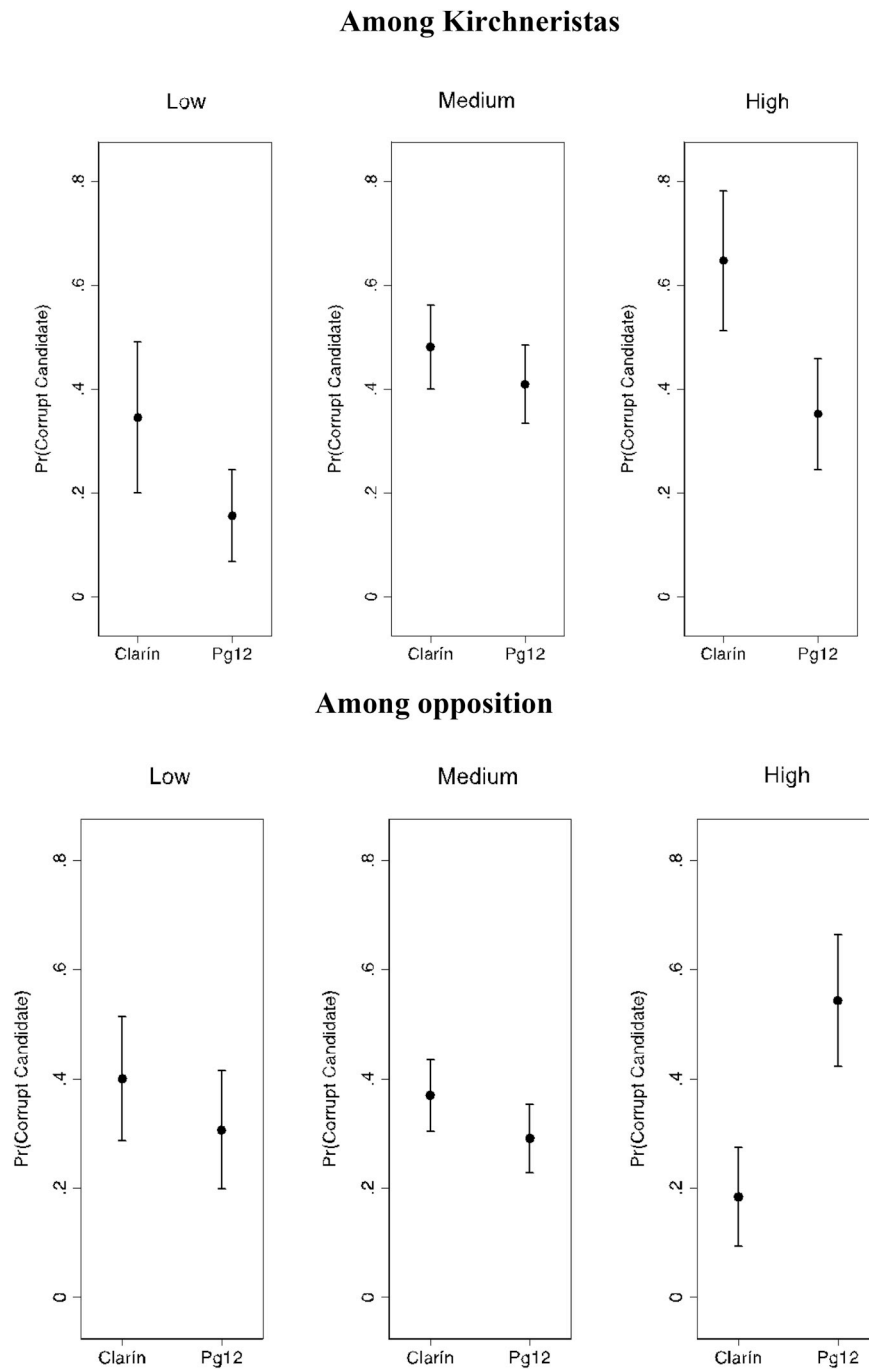 Among Kirchneristas
Low
Medium
High
Pr(Corrupt Candidate)
.8
.6
.4
.2
0
Clarín Pg12
Pr(Corrupt Candidate)
.8
.6
.4
.2
0
Clarín Pg12
Pr(Corrupt Candidate)
.8
.6
.4
.2
0
Clarín Pg12
Among opposition
Low
Medium
High
Pr(Corrupt Candidate)
.8
.6
.4
.2
0
Clarín Pg12
Pr(Corrupt Candidate)
.8
.6
.4
.2
0
Clarín Pg12
Pr(Corrupt Candidate)
.8
.6
.4
.2
0
Clarín Pg12